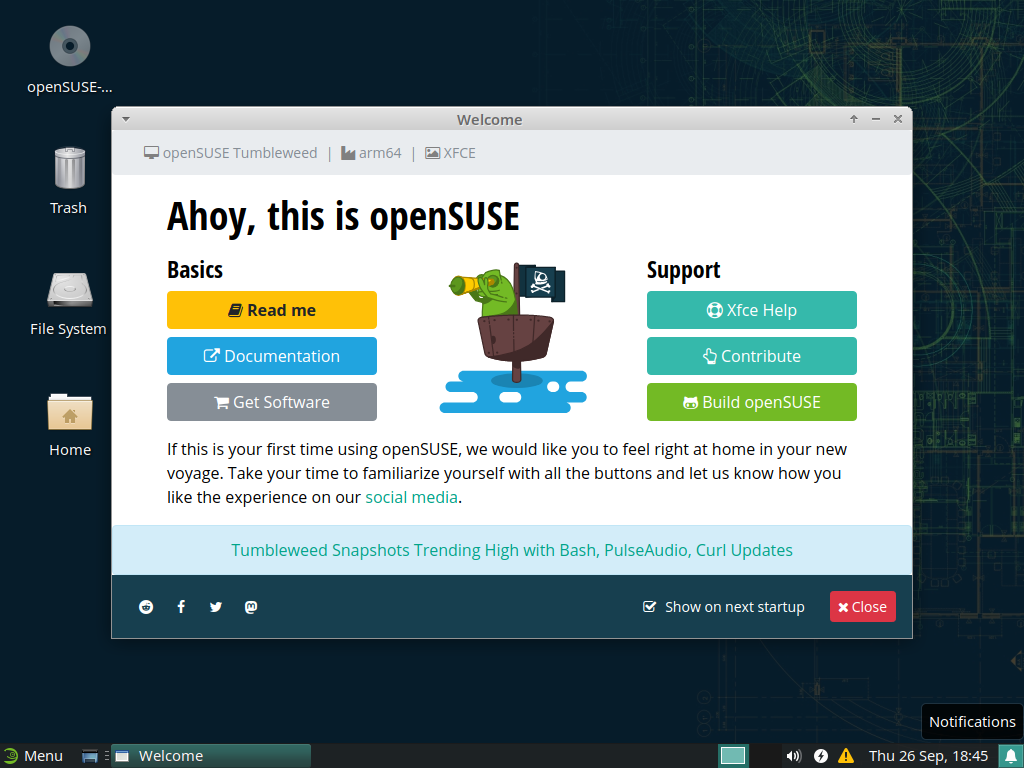 openSUSE-...
Trash
File System
Home
Welcome
openSUSE Tumbleweed | arm64 | XFCE
Ahoy, this is openSUSE
Basics
Read me
Documentation
Get Software
Support
Xfce Help
Contribute
Build openSUSE
If this is your first time using openSUSE, we would like you to feel right at home in your new
voyage. Take your time to familiarize yourself with all the buttons and let us know how you
like the experience on our social media.
Tumbleweed Snapshots Trending High with Bash, PulseAudio, Curl Updates
Show on next startup
Close
Notifications
Menu
Welcome
Thu 26 Sep, 18:45